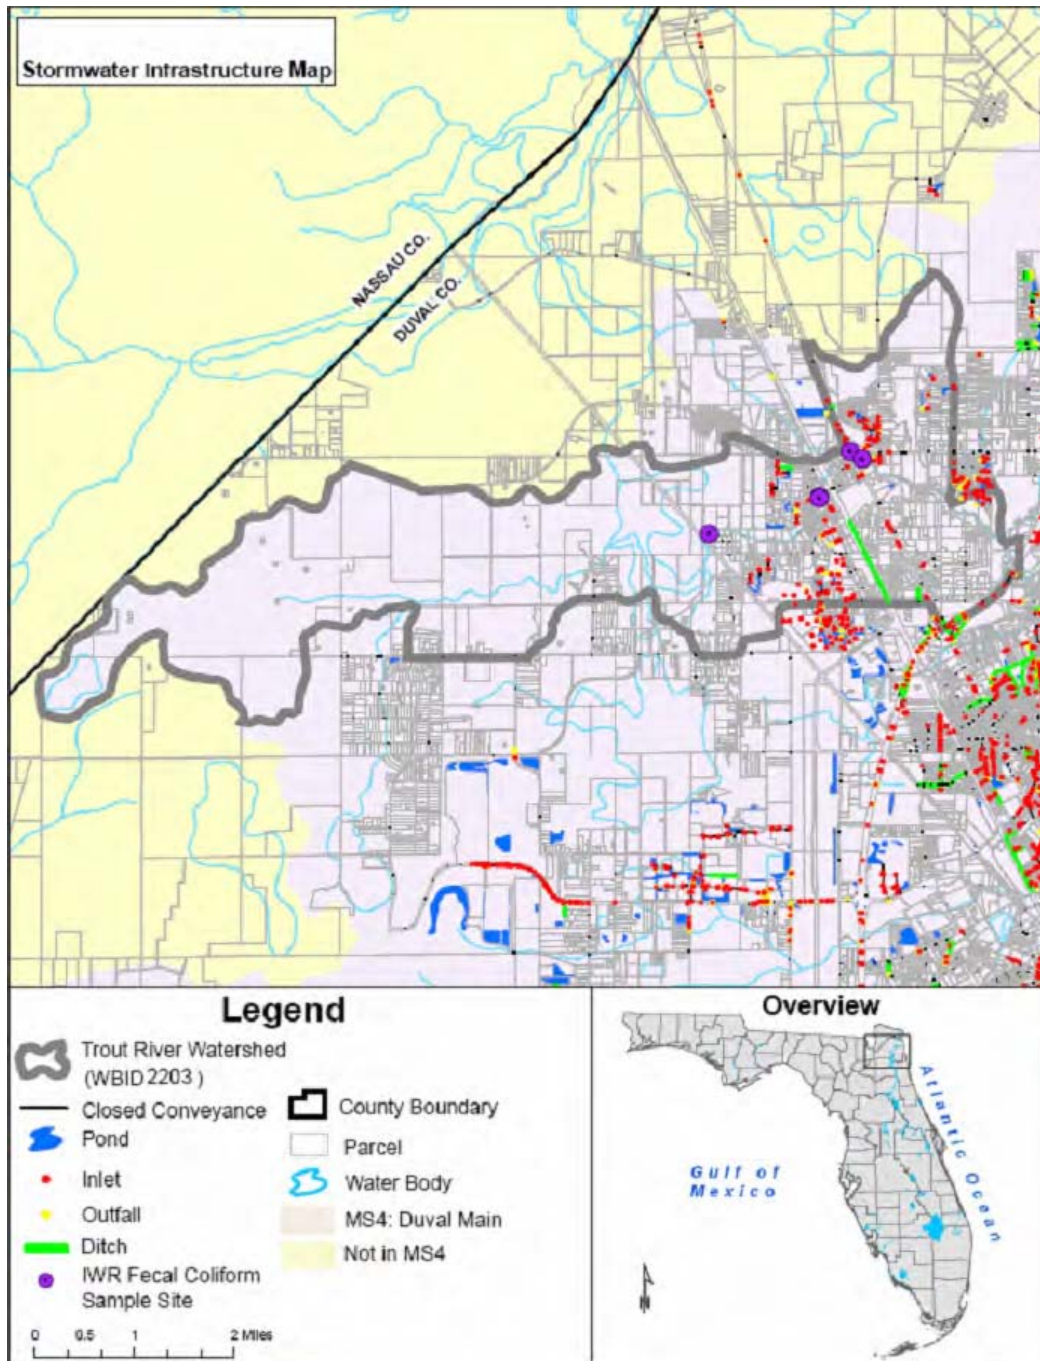 Stormwater Infrastructure Map
NASSAU CO.
DUVAL CO.
Legend
Trout River Watershed
(WBID 2203 )
Closed Conveyance
Pond
Inlet
Outfall
Ditch
IWR Fecal Coliform
Sample Site
County Boundary
Parcel
Water Body
MS4: Duval Main
Not in MS4
0 0.5 1 2 Miles
Overview
Gulf of
Mexico
Atlantic Ocean
N